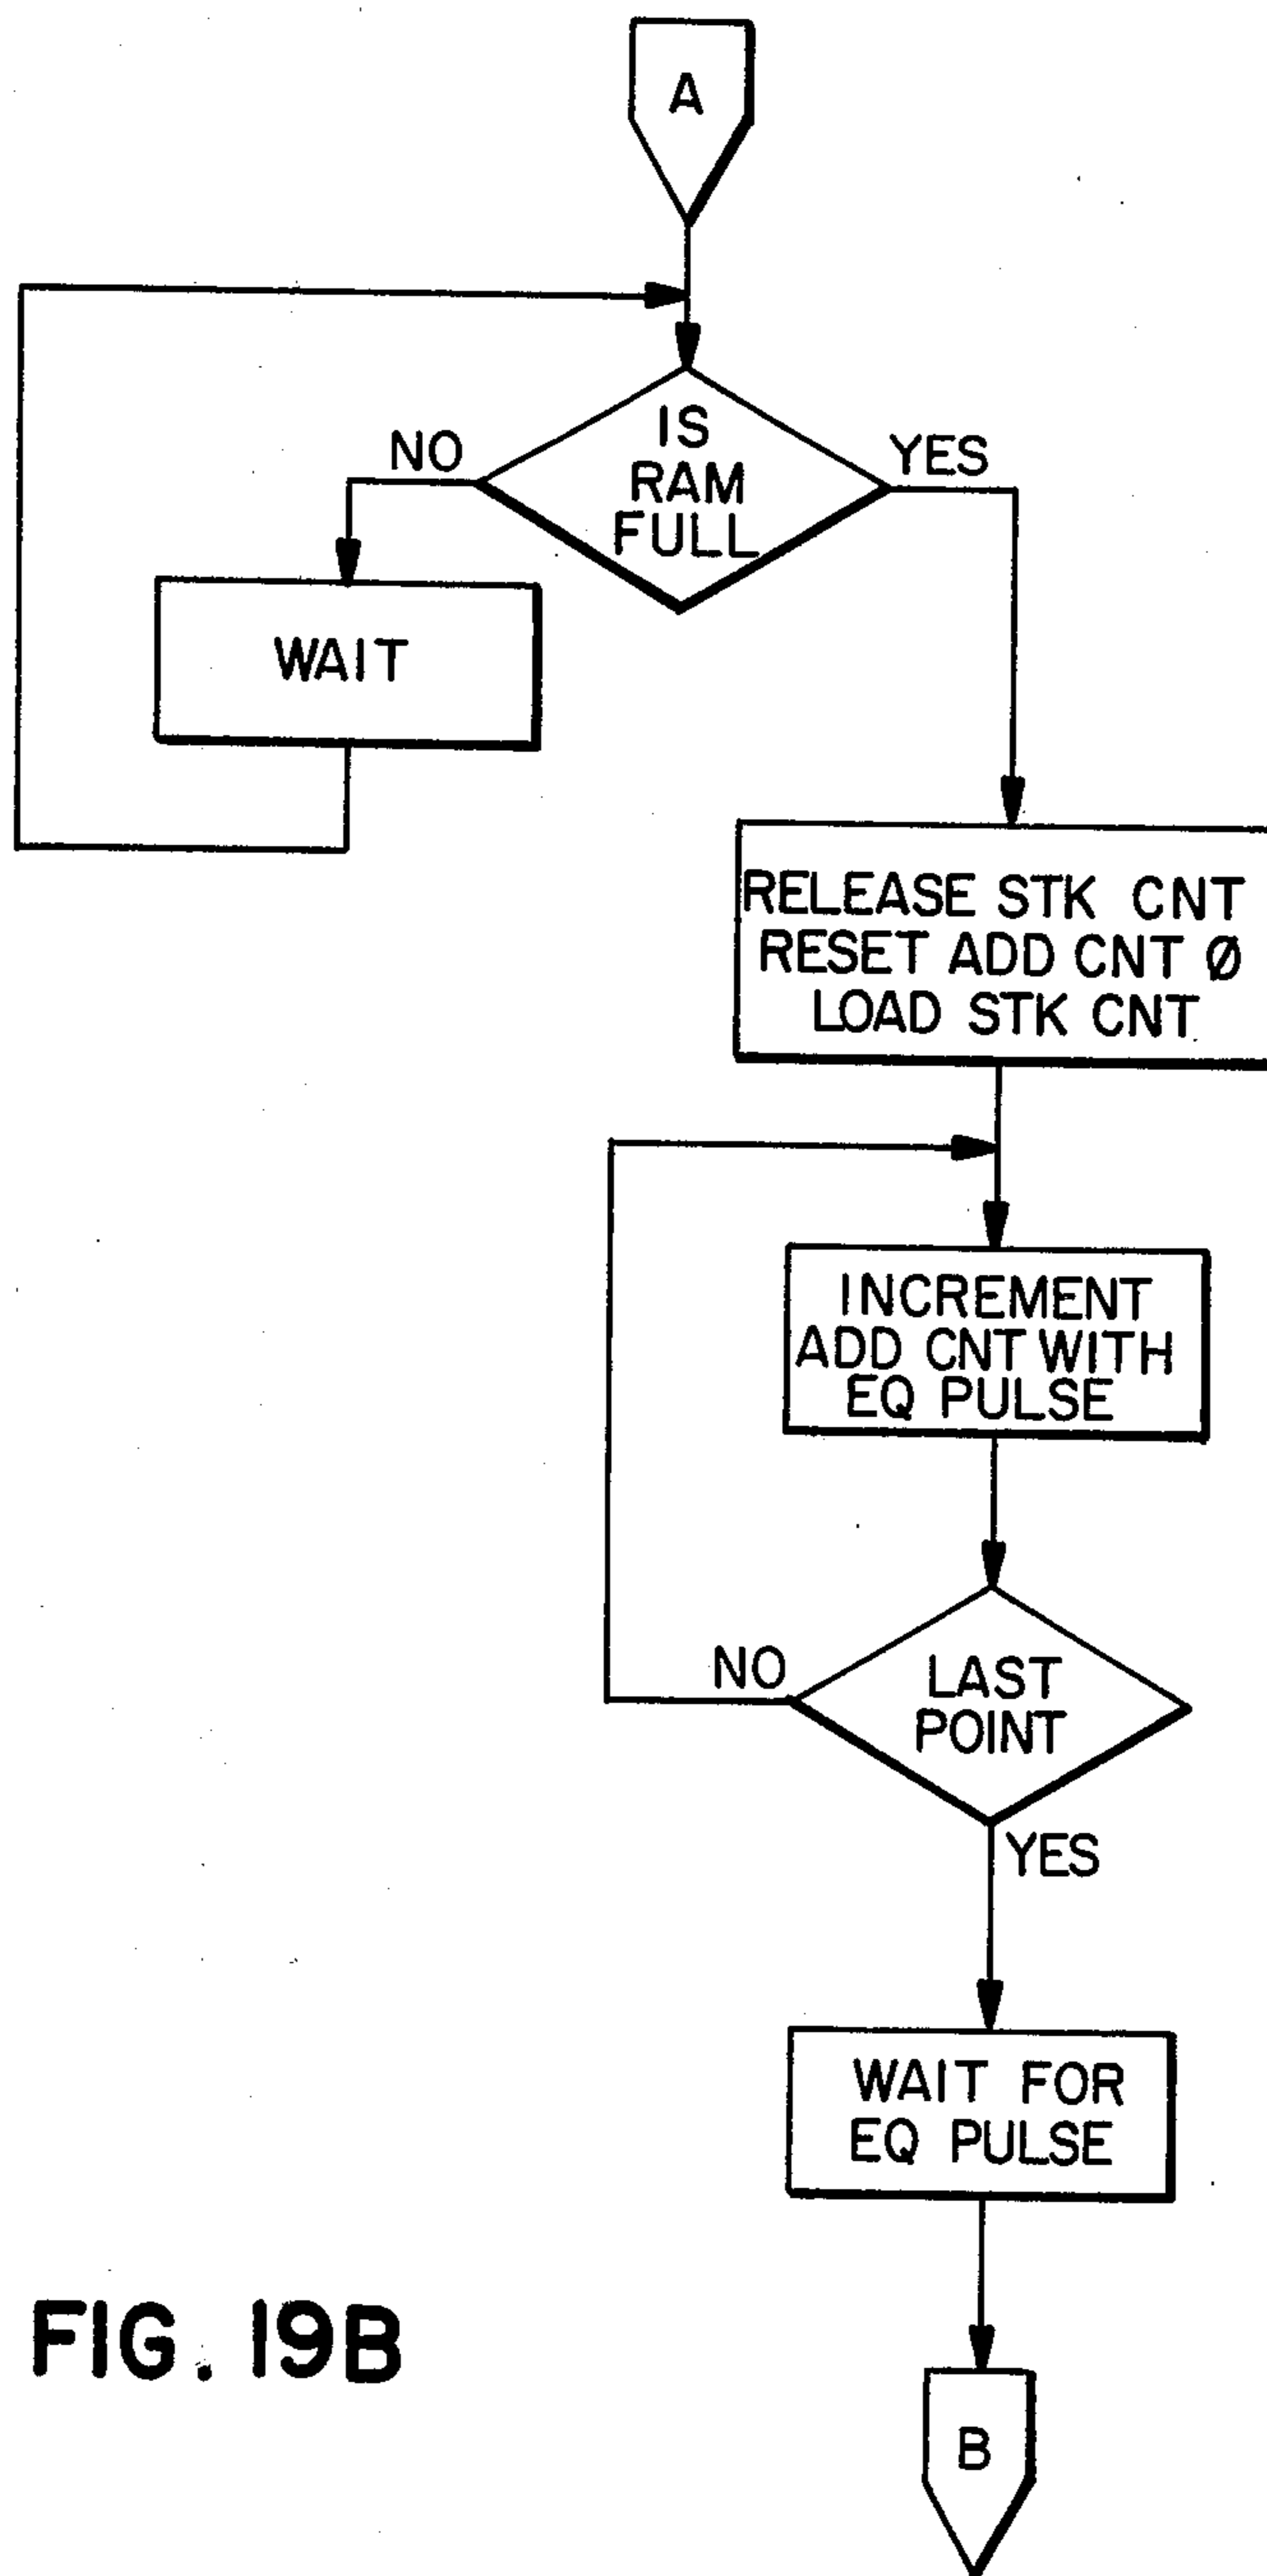 A
IS
RAM
FULL
NO
YES
WAIT
RELEASE STK CNT
RESET ADD CNT Ø
LOAD STK CNT
INCREMENT
ADD CNT WITH
EQ PULSE
LAST
POINT
NO
YES
WAIT FOR
EQ PULSE
B
FIG. 19B